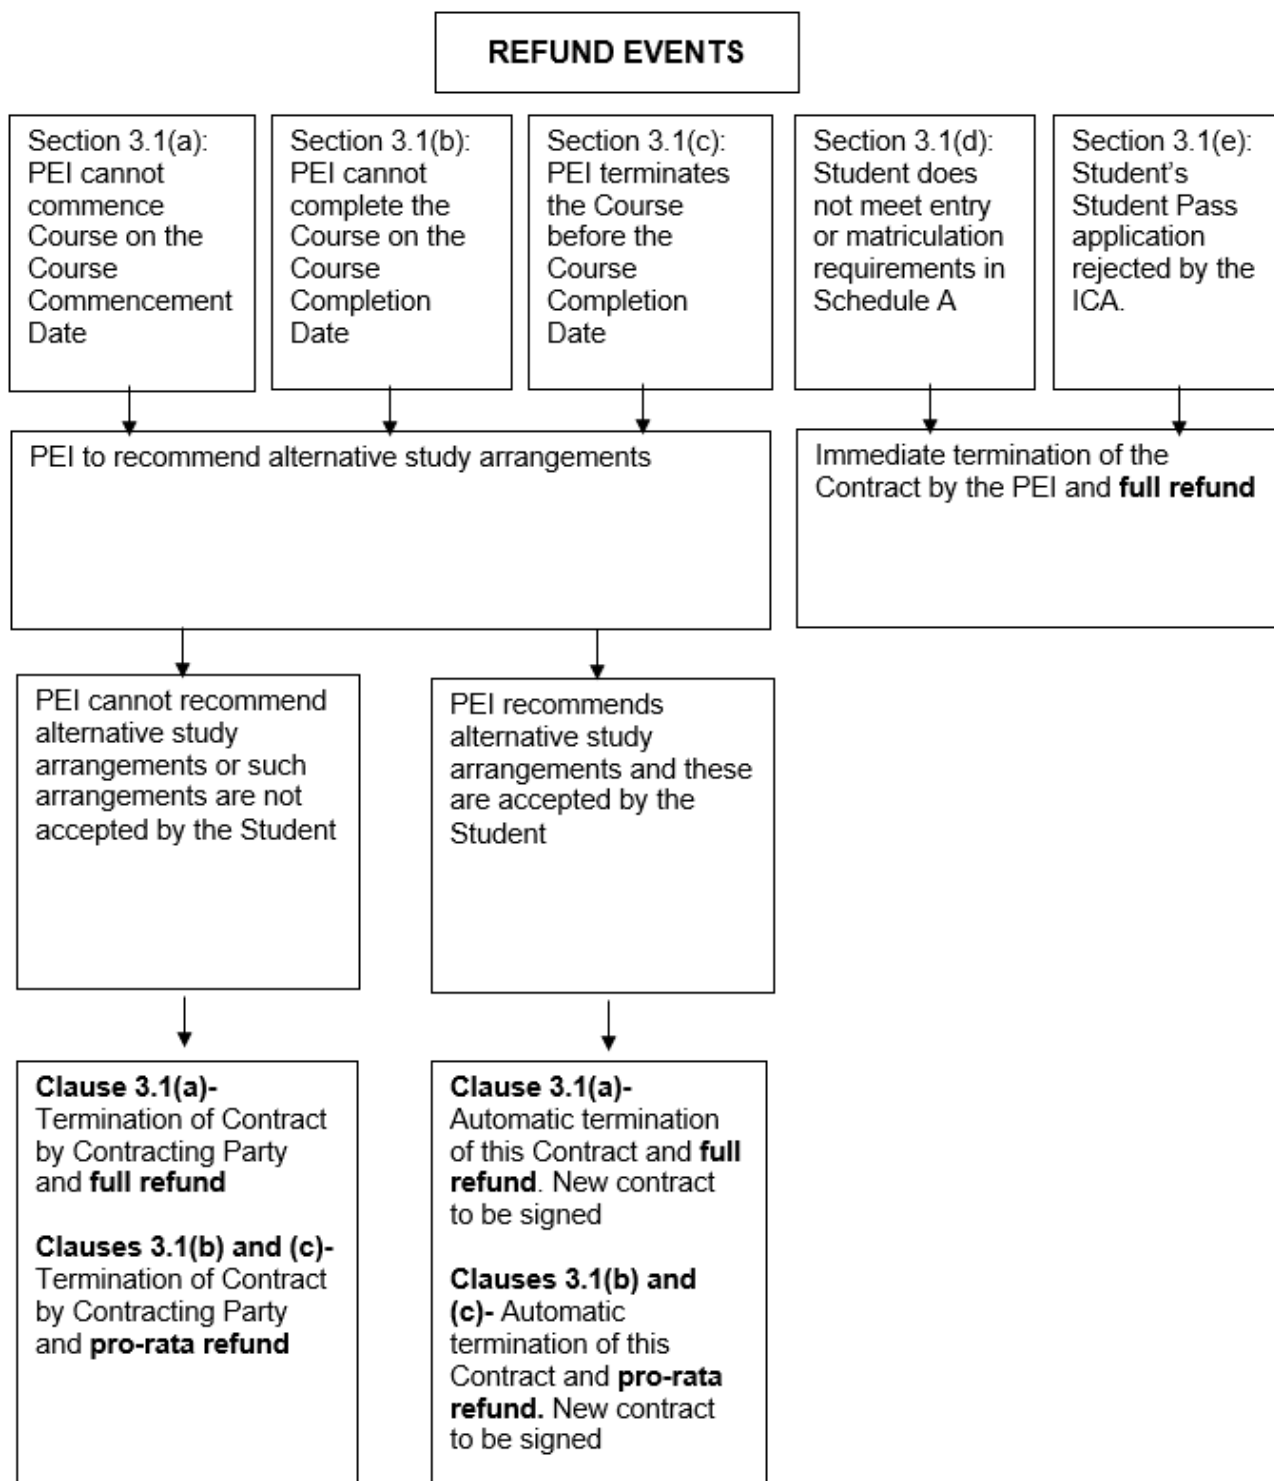 REFUND EVENTS
Section 3.1(a):
PEI cannot
commence
Course on the
Course
Commencement
Date
Section 3.1(b):
PEI cannot
complete the
Course on the
Course
Completion
Date
Section 3.1(c):
PEI terminates
the Course
before the
Course
Completion
Date
Section 3.1(d):
Student does
not meet entry
or matriculation
requirements in
Schedule A
Section 3.1(e):
Student’s
Student Pass
application
rejected by the
ICA.
PEI to recommend alternative study arrangements
Immediate termination of the
Contract by the PEI and full refund
PEI cannot recommend
alternative study
arrangements or such
arrangements are not
accepted by the Student
PEI recommends
alternative study
arrangements and these
are accepted by the
Student
Clause 3.1(a)-
Termination of Contract
by Contracting Party
and full refund
Clauses 3.1(b) and (c)-
Termination of Contract
by Contracting Party
and pro-rata refund
Clause 3.1(a)-
Automatic termination
of this Contract and full
refund. New contract
to be signed
Clauses 3.1(b) and
(c)- Automatic
termination of this
Contract and pro-rata
refund. New contract
to be signed